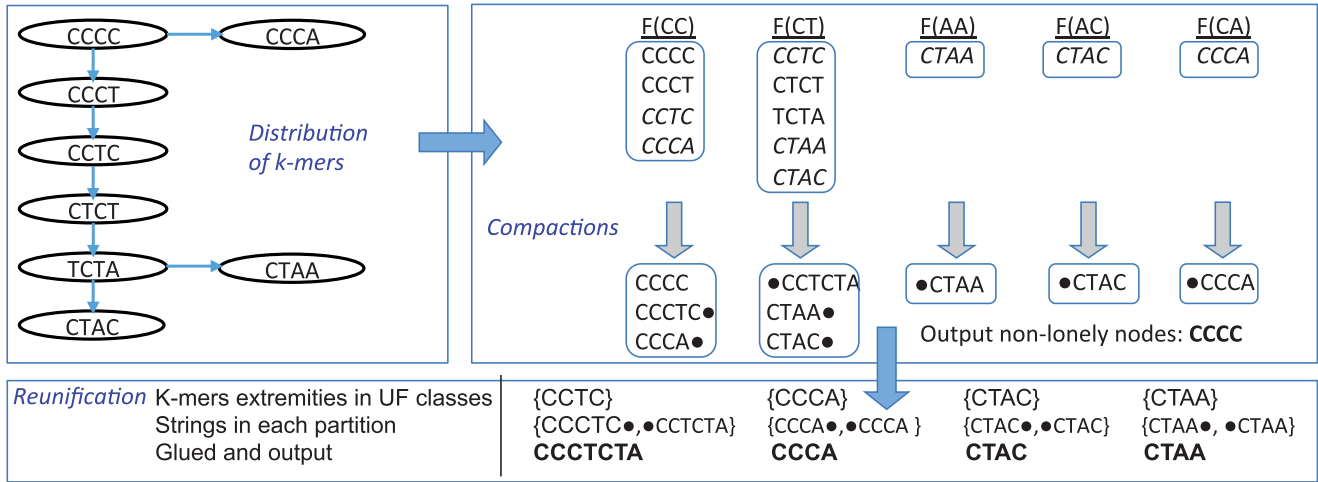 CCCC CCCA
CCCT
CCTC
CTCT
TCTA CTAA
CTAC
Distribution
of k-mers
F(CC) F(CT) F(AA) F(AC) F(CA)
CCCC CCTC CTAA CTAC CCCA
CCCT CTCT
CCTC TCTA
CCCA CTAA
CTAC
Compactions
CCCC ●CCTCTA ●CTAA ●CTAC ●CCCA
CCCTC● CTAA●
CCCA● CTAC●
Output non-lonely nodes: CCCC
Reunification K-mers extremities in UF classes {CCTC} {CCCA} {CTAC} {CTAA}
Strings in each partition {CCCTC●,●CCTCTA} {CCCA●,●CCCA } {CTAC●,●CTAC} {CTAA●, ●CTAA}
Glued and output CCCTCTA CCCA CTAC CTAA